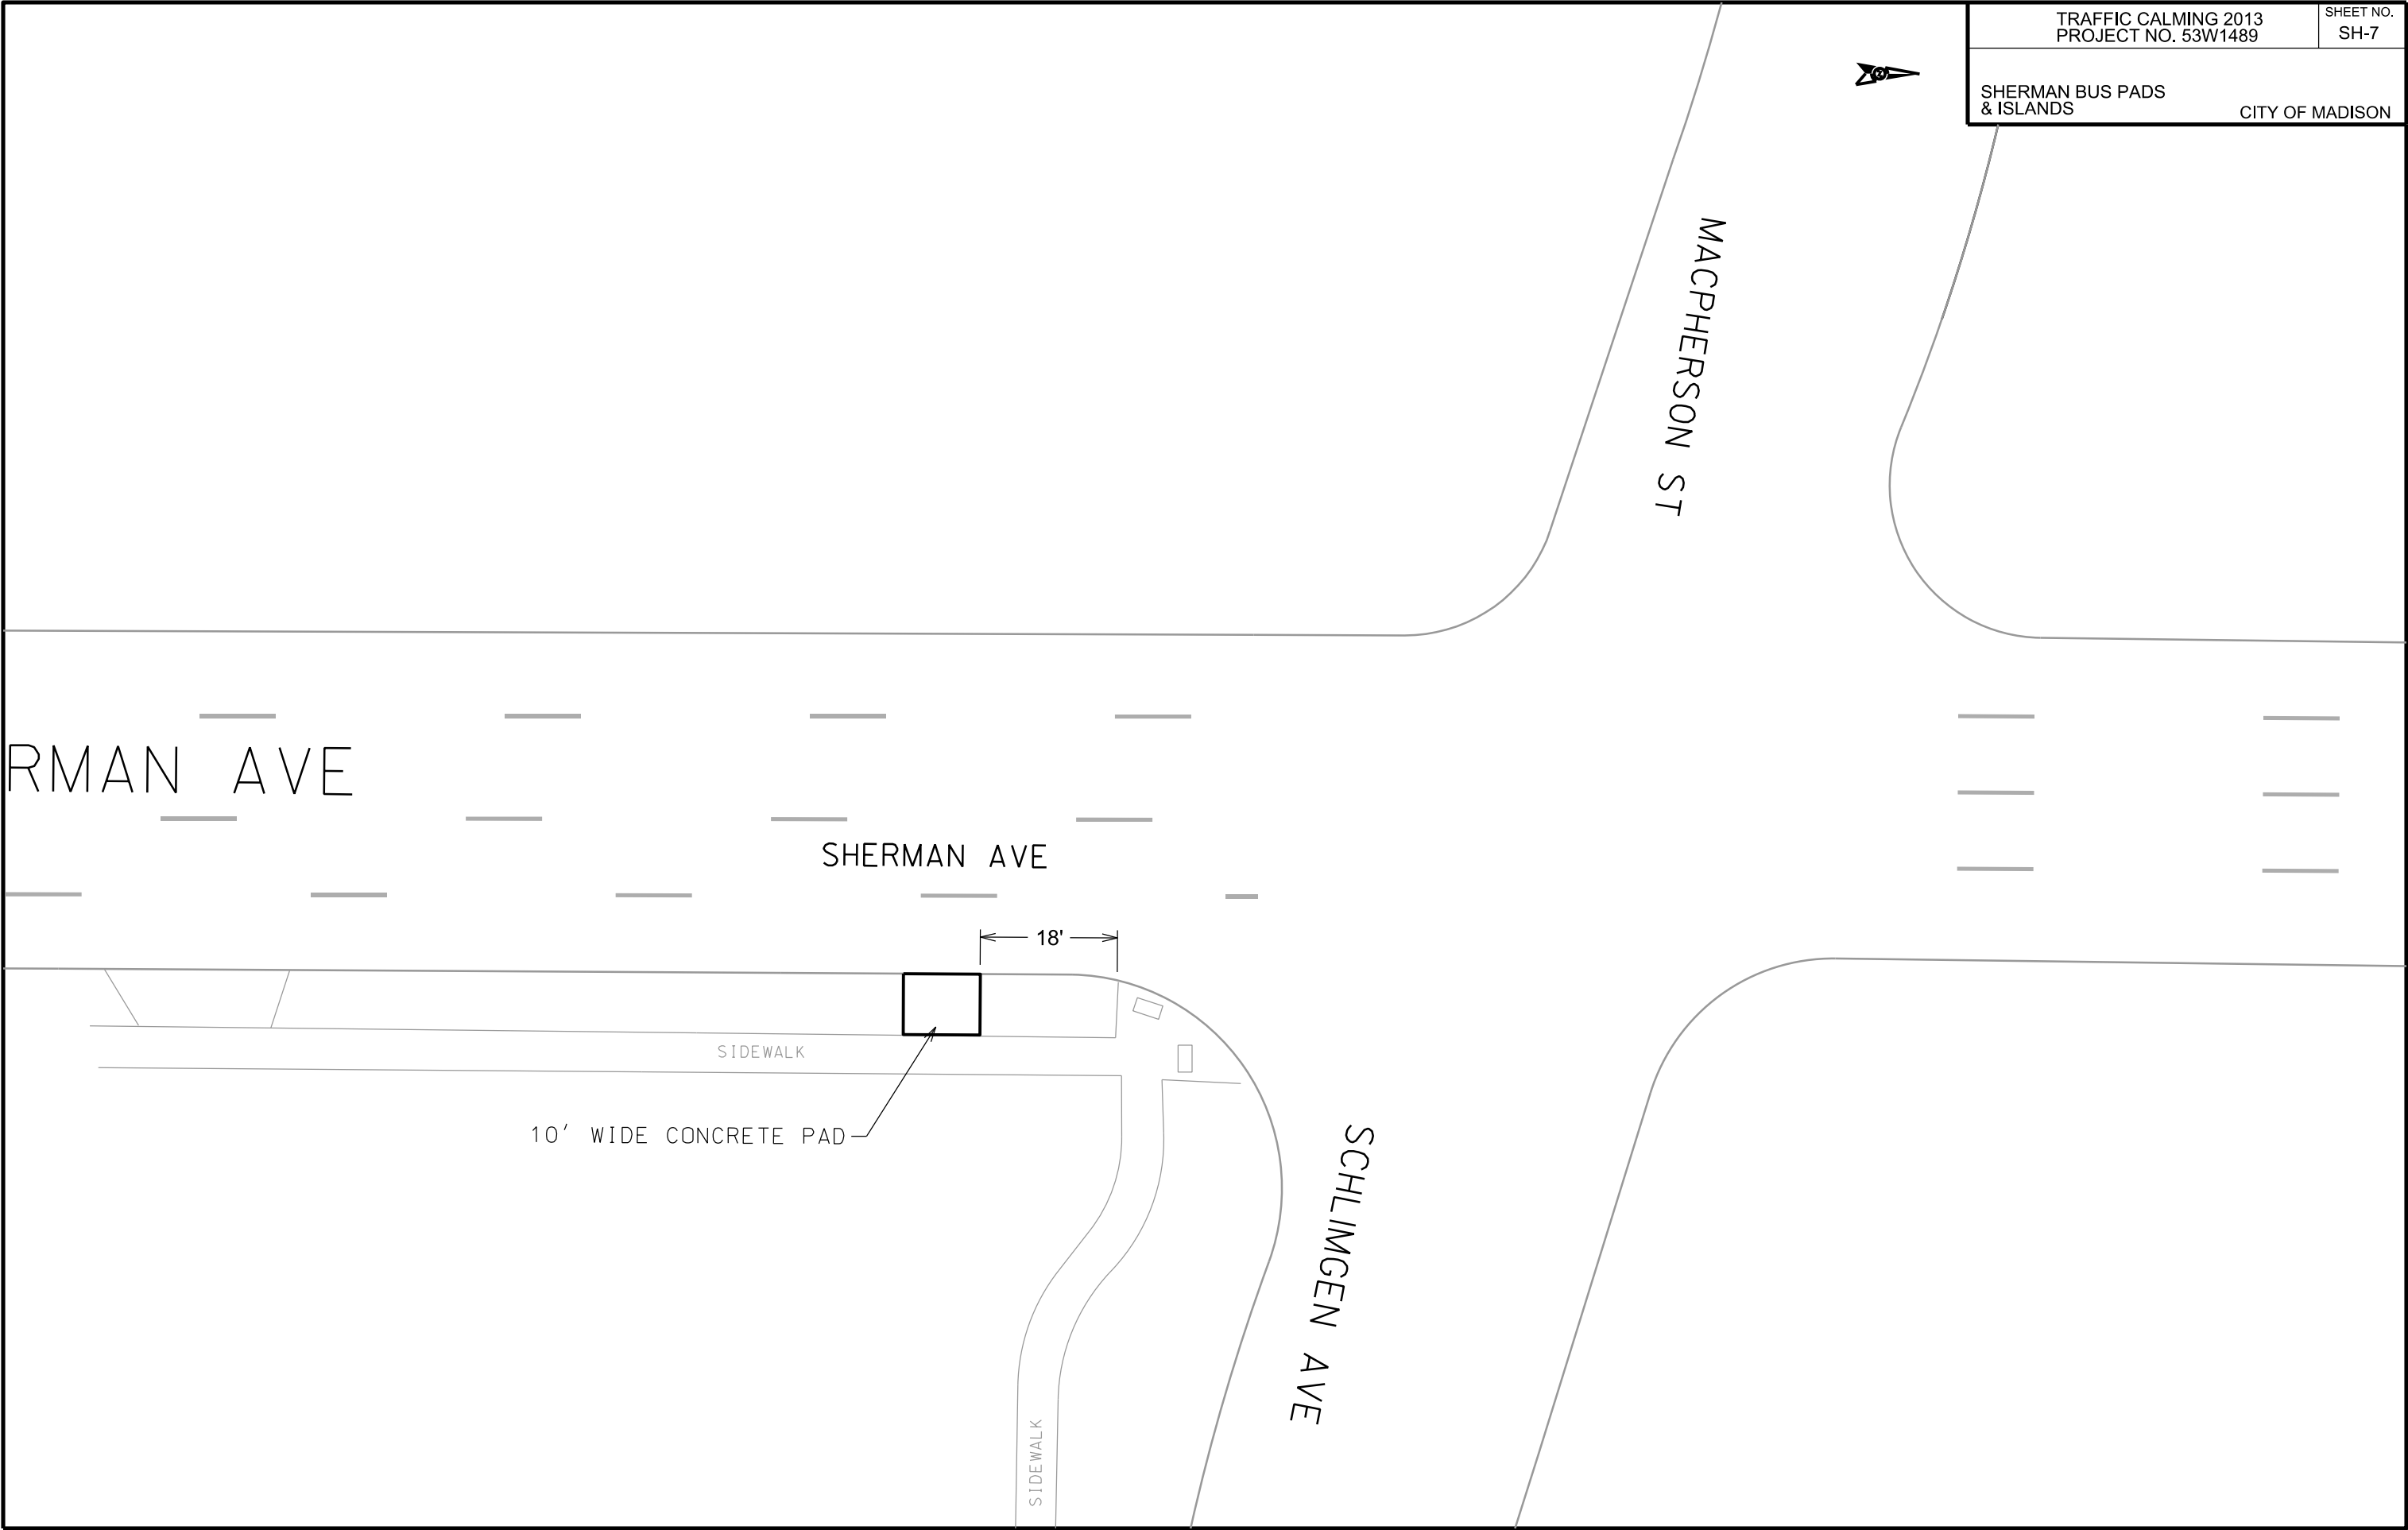 TRAFFIC CALMING 2013
PROJECT NO. 53W1489
SHEET NO.
SH-7
SHERMAN BUS PADS
& ISLANDS
CITY OF MADISON
MACPHERSON ST
RMAN AVE
SHERMAN AVE
18'
SIDEWALK
10' WIDE CONCRETE PAD
SCHLIMGEN AVE
SIDEWALK